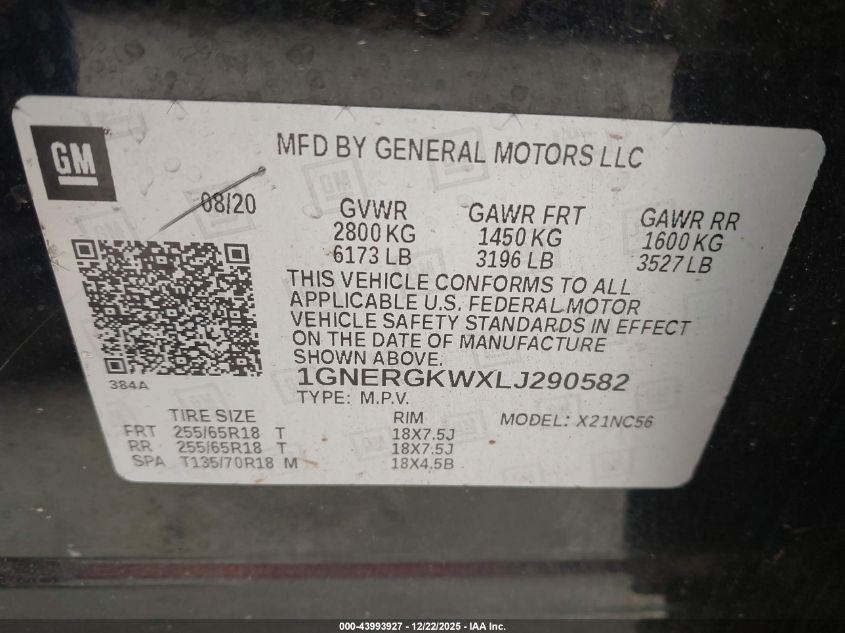 GM
MFD BY GENERAL MOTORS LLC
08/20
GVWR GAWR FRT GAWR RR
2800 KG 1450 KG 1600 KG
6173 LB 3196 LB 3527 LB
THIS VEHICLE CONFORMS TO ALL
APPLICABLE U.S. FEDERAL MOTOR
VEHICLE SAFETY STANDARDS IN EFFECT
ON THE DATE OF MANUFACTURE
SHOWN ABOVE.
384A
1GNERGKWXLJ290582
TYPE: M.P.V.
TIRE SIZE RIM MODEL: X21NC56
FRT 255/65R18 T 18X7.5J
RR 255/65R18 T 18X7.5J
SPA T135/70R18 M 18X4.5B
000-43993927 - 12/22/2025 - IAA Inc.